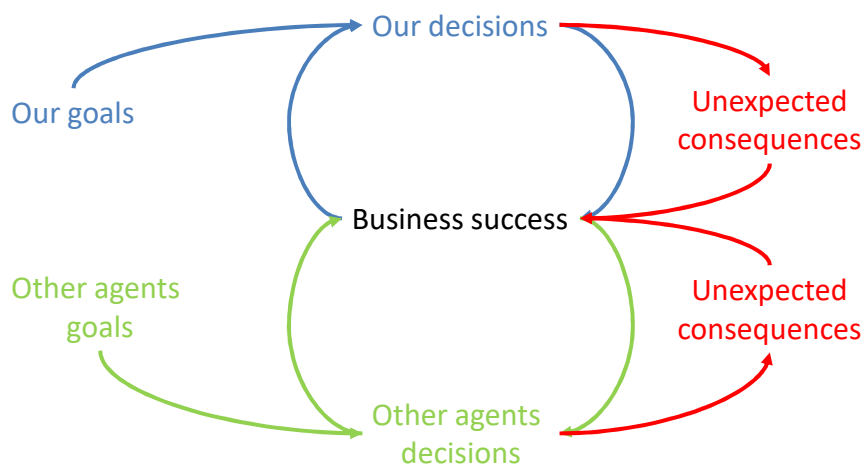 Our decisions
Our goals
Unexpected
consequences
Business success
Other agents
goals
Unexpected
consequences
Other agents
decisions